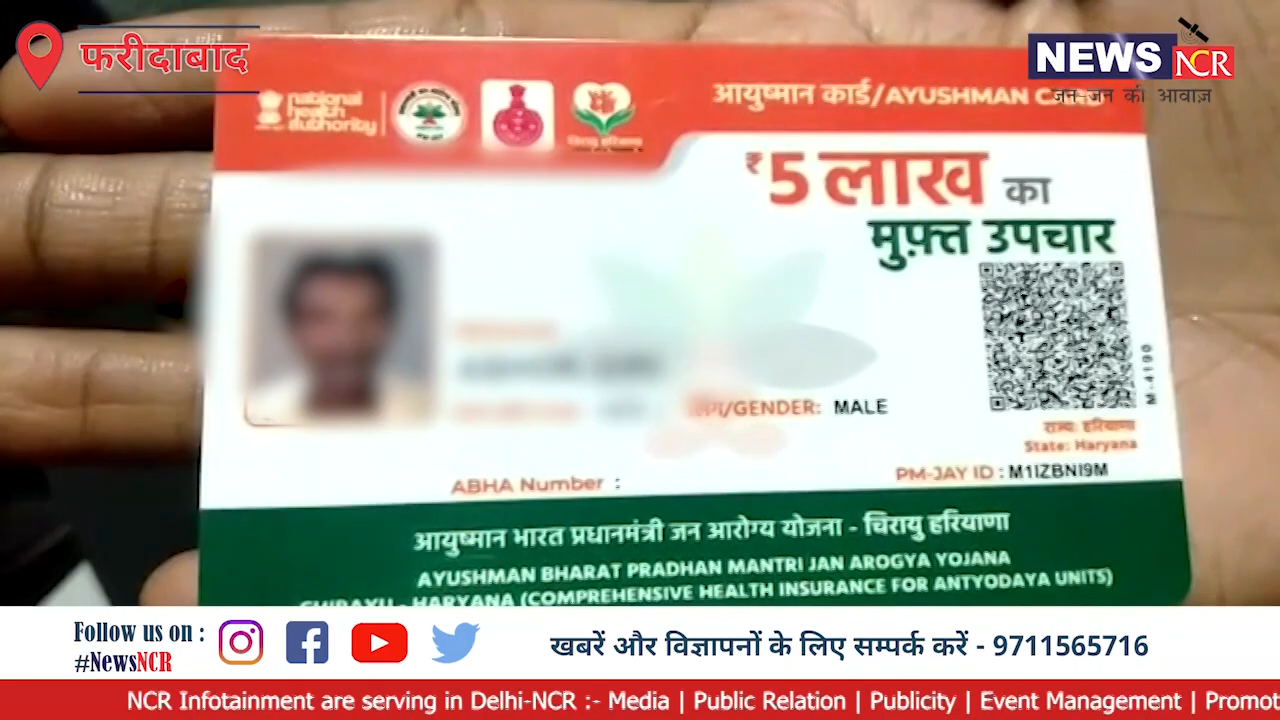 फरीदाबाद
NEWS NCR
जन-जन की आवाज़
national
health
authority
आयुष्मान कार्ड/AYUSHMAN
₹5 लाख का
मुफ़्त उपचार
/GENDER: MALE
M-4190
राज्य: हरियाणा
State: Haryana
ABHA Number :
PM-JAY ID : M1IZBNI9M
आयुष्मान भारत प्रधानमंत्री जन आरोग्य योजना - चिरायु हरियाणा
AYUSHMAN BHARAT PRADHAN MANTRI JAN AROGYA YOJANA
CHIRAYU - HARYANA (COMPREHENSIVE HEALTH INSURANCE FOR ANTYODAYA UNITS)
Follow us on :
#NewsNCR
खबरें और विज्ञापनों के लिए सम्पर्क करें - 9711565716
NCR Infotainment are serving in Delhi-NCR :- Media | Public Relation | Publicity | Event Management | Promot